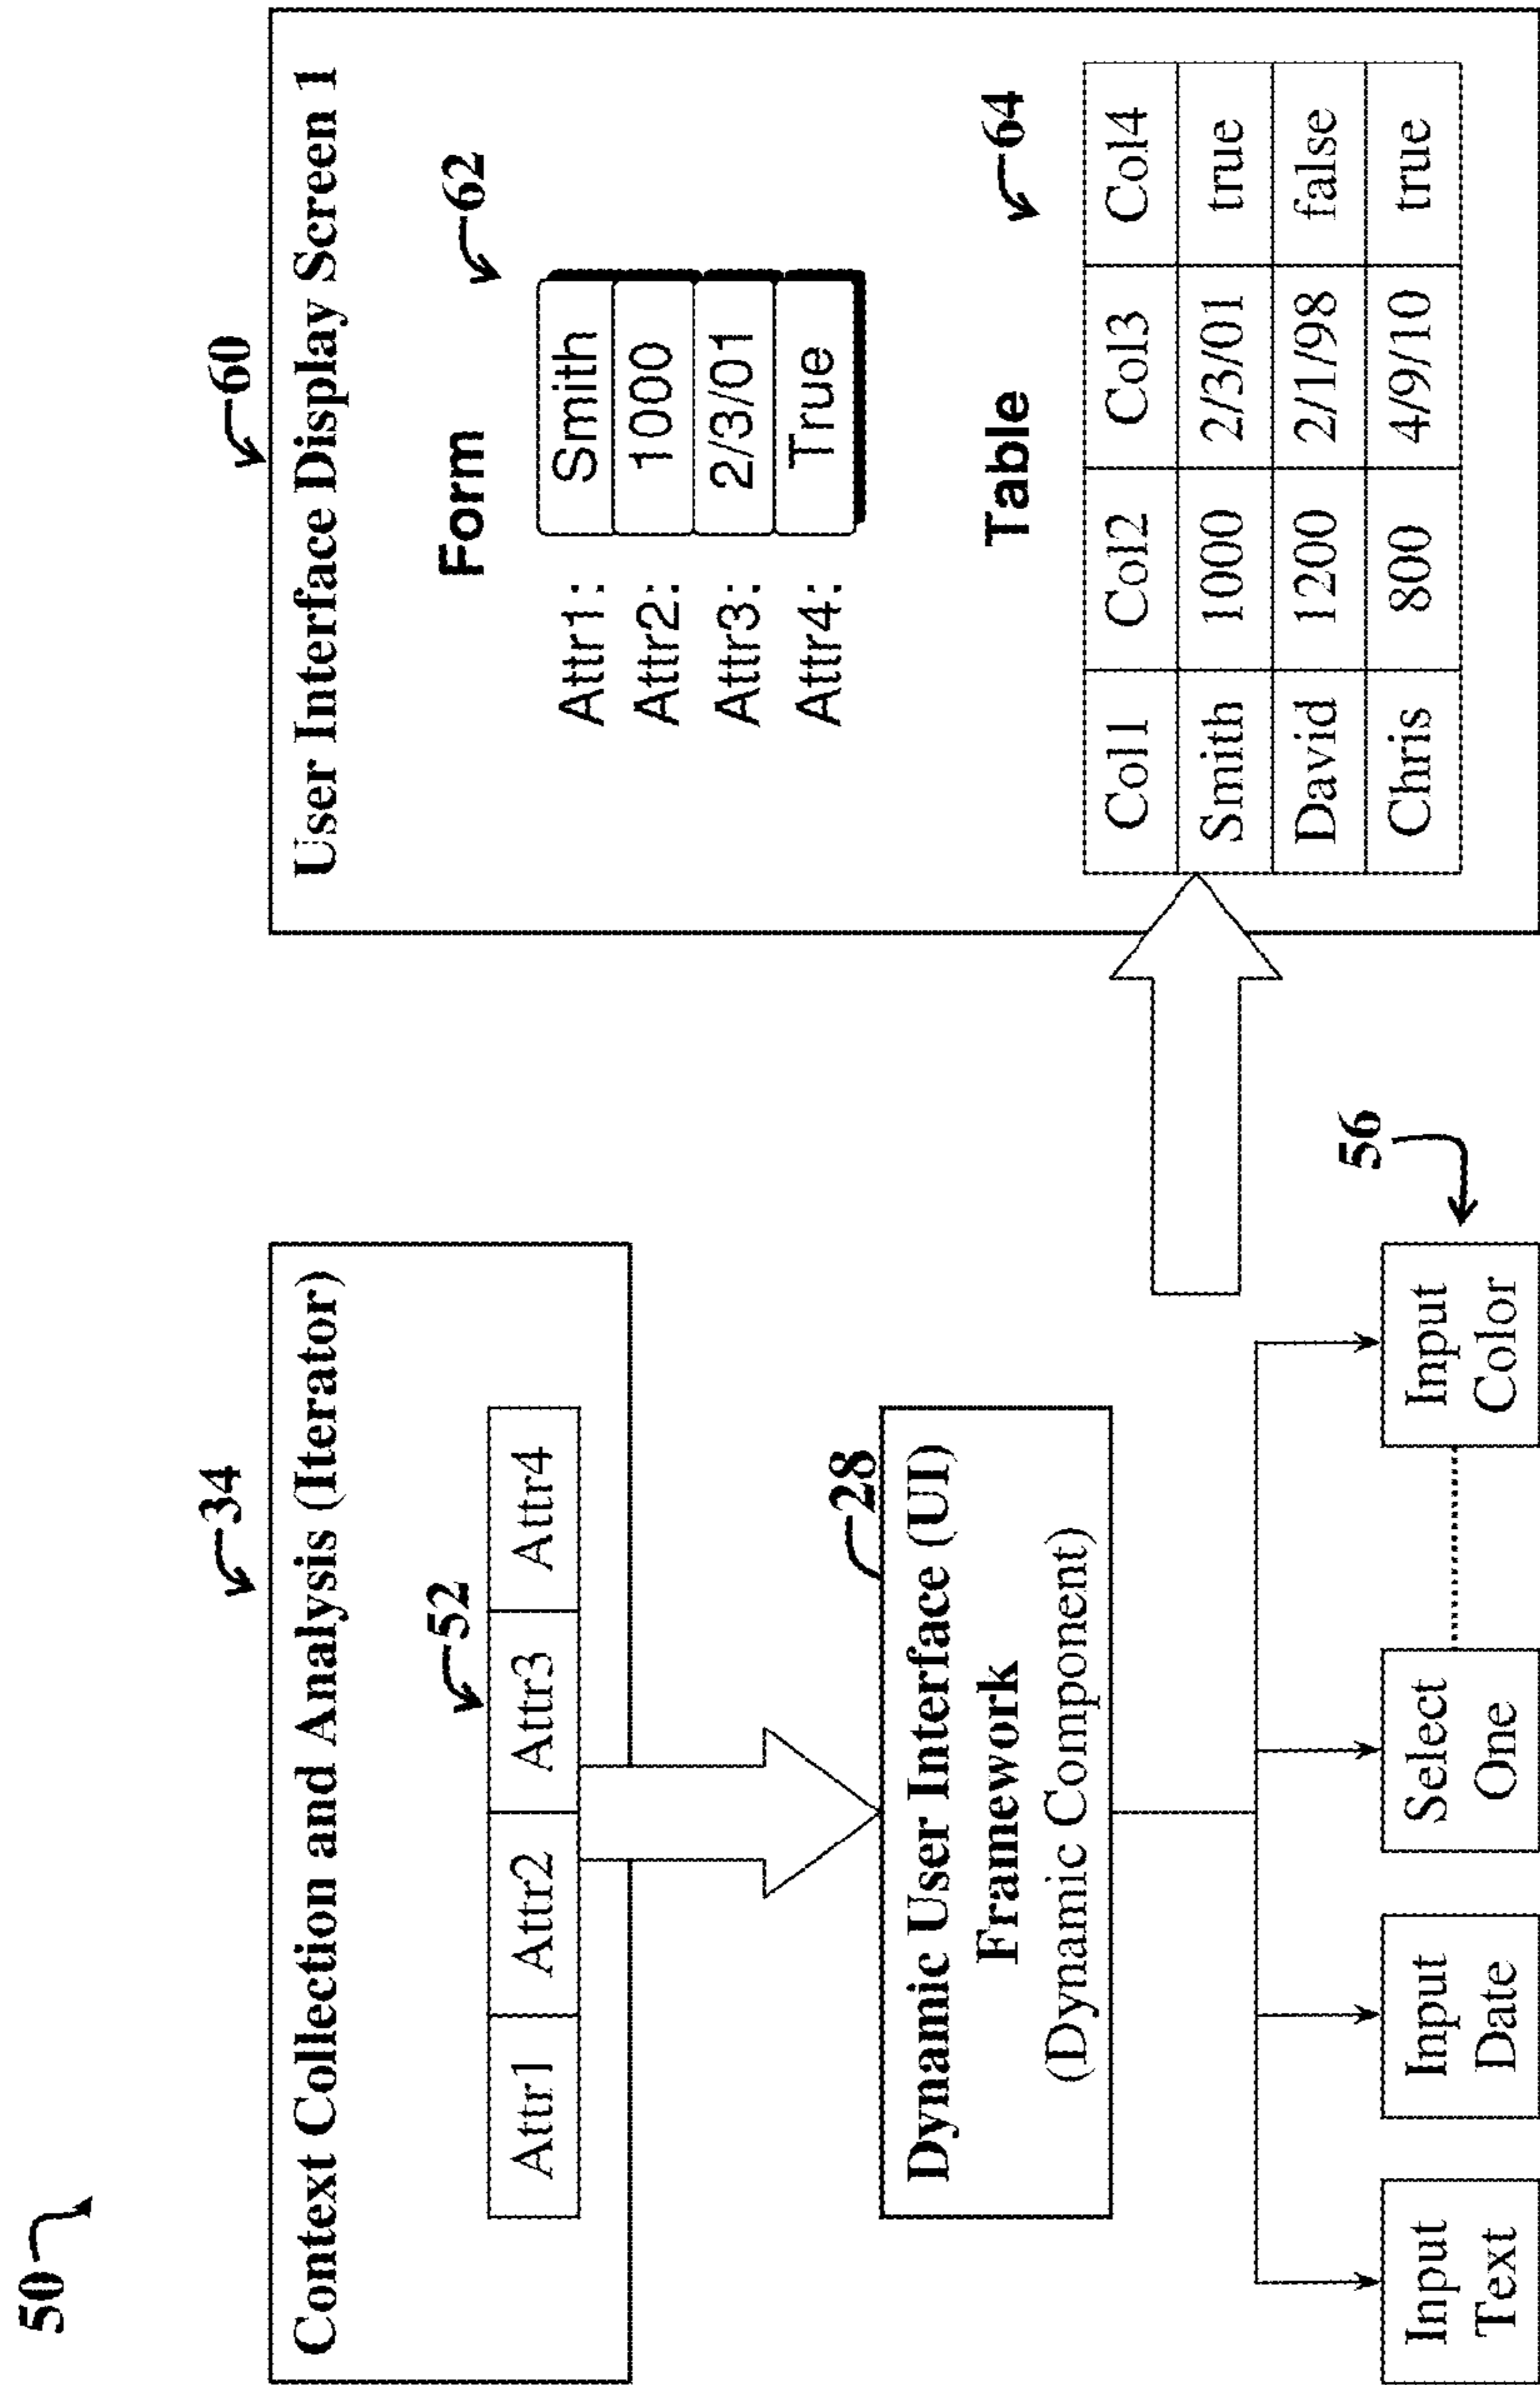 50
34
Context Collection and Analysis (Iterator)
52
Attr1 Attr2 Attr3 Attr4
28
Dynamic User Interface (UI)
Framework
(Dynamic Component)
56
Input
Text
Input
Date
Select
One
Input
Color
60
User Interface Display Screen 1
Form
62
Attr1: Smith
Attr2: 1000
Attr3: 2/3/01
Attr4: True
Table
64
Col1 Col2 Col3 Col4
Smith 1000 2/3/01 true
David 1200 2/1/98 false
Chris 800 4/9/10 true